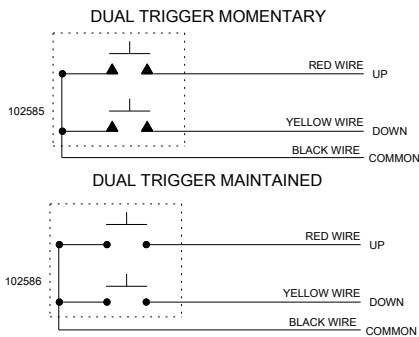 DUAL TRIGGER MOMENTARY
RED WIRE
UP
102585
YELLOW WIRE
DOWN
BLACK WIRE
COMMON
DUAL TRIGGER MAINTAINED
RED WIRE
UP
102586
YELLOW WIRE
DOWN
BLACK WIRE
COMMON